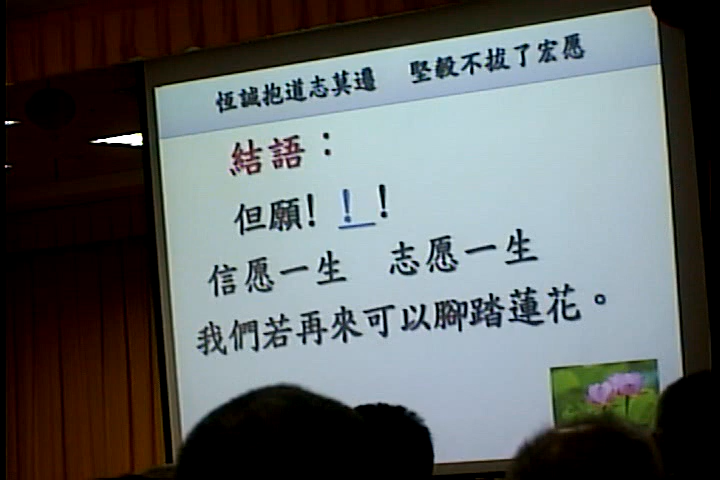 恆誠抱道志莫遷 堅毅不拔了宏愿
結語：
但願! ! !
信愿一生 志愿一生
我們若再來可以腳踏蓮花。